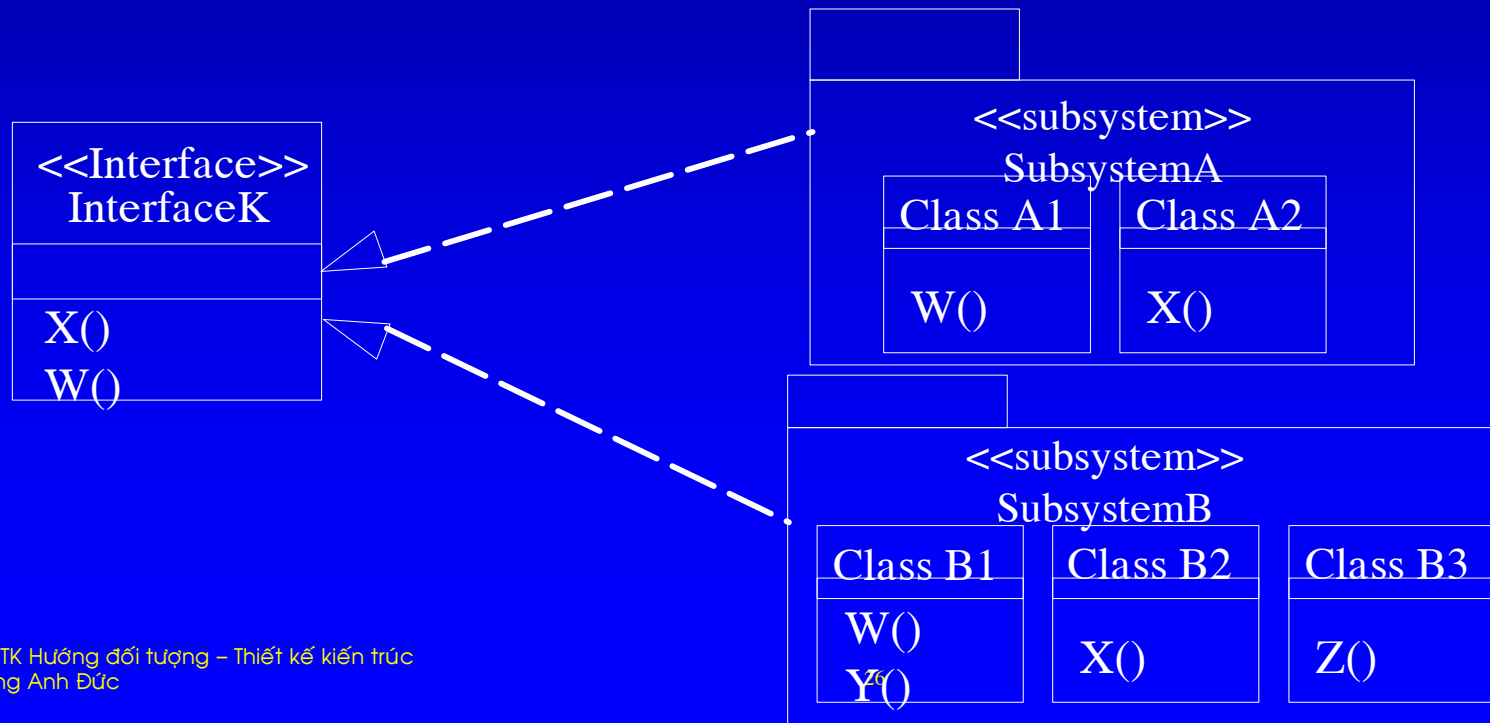 <<Interface>>
InterfaceK
X()
W()
<<subsystem>>
SubsystemA
Class A1
W()
Class A2
X()
<<subsystem>>
SubsystemB
Class B1
W()
Y()
Class B2
X()
Class B3
Z()
TK Hướng đối tượng – Thiết kế kiến trúc
ng Anh Đức
26